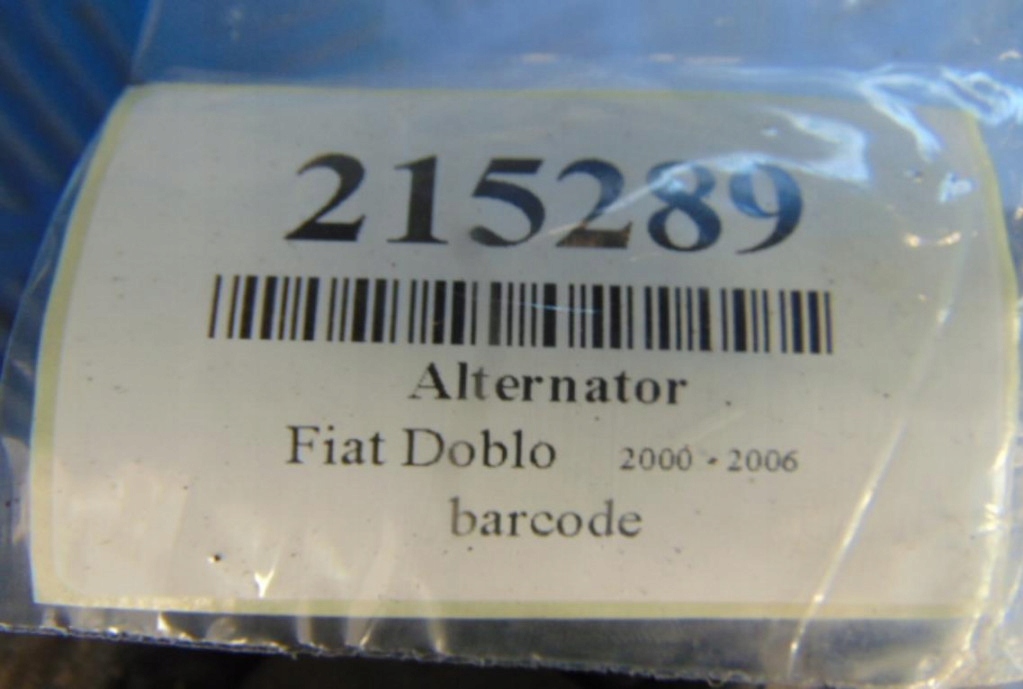 215289
Alternator
Fiat Doblo 2000 - 2006
barcode